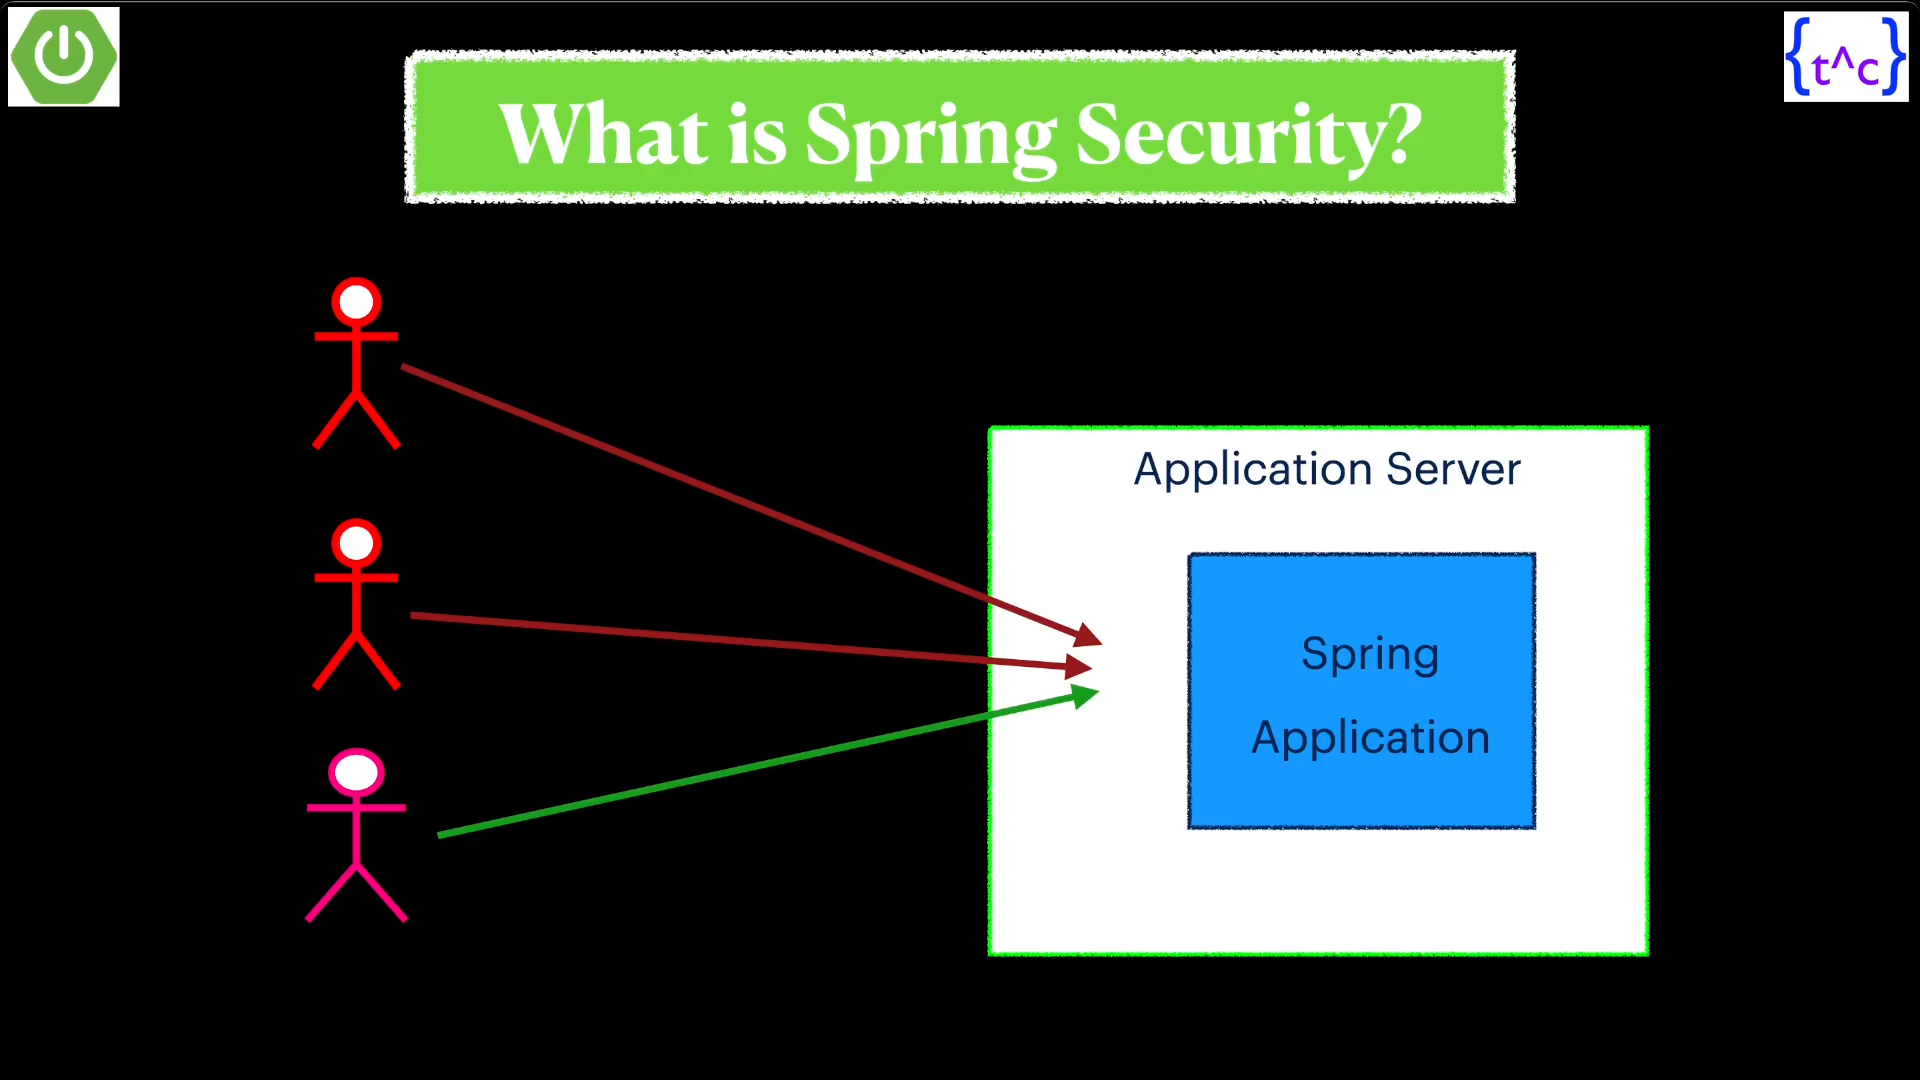 What is Spring Security?
{t^c}
Application Server
Spring
Application